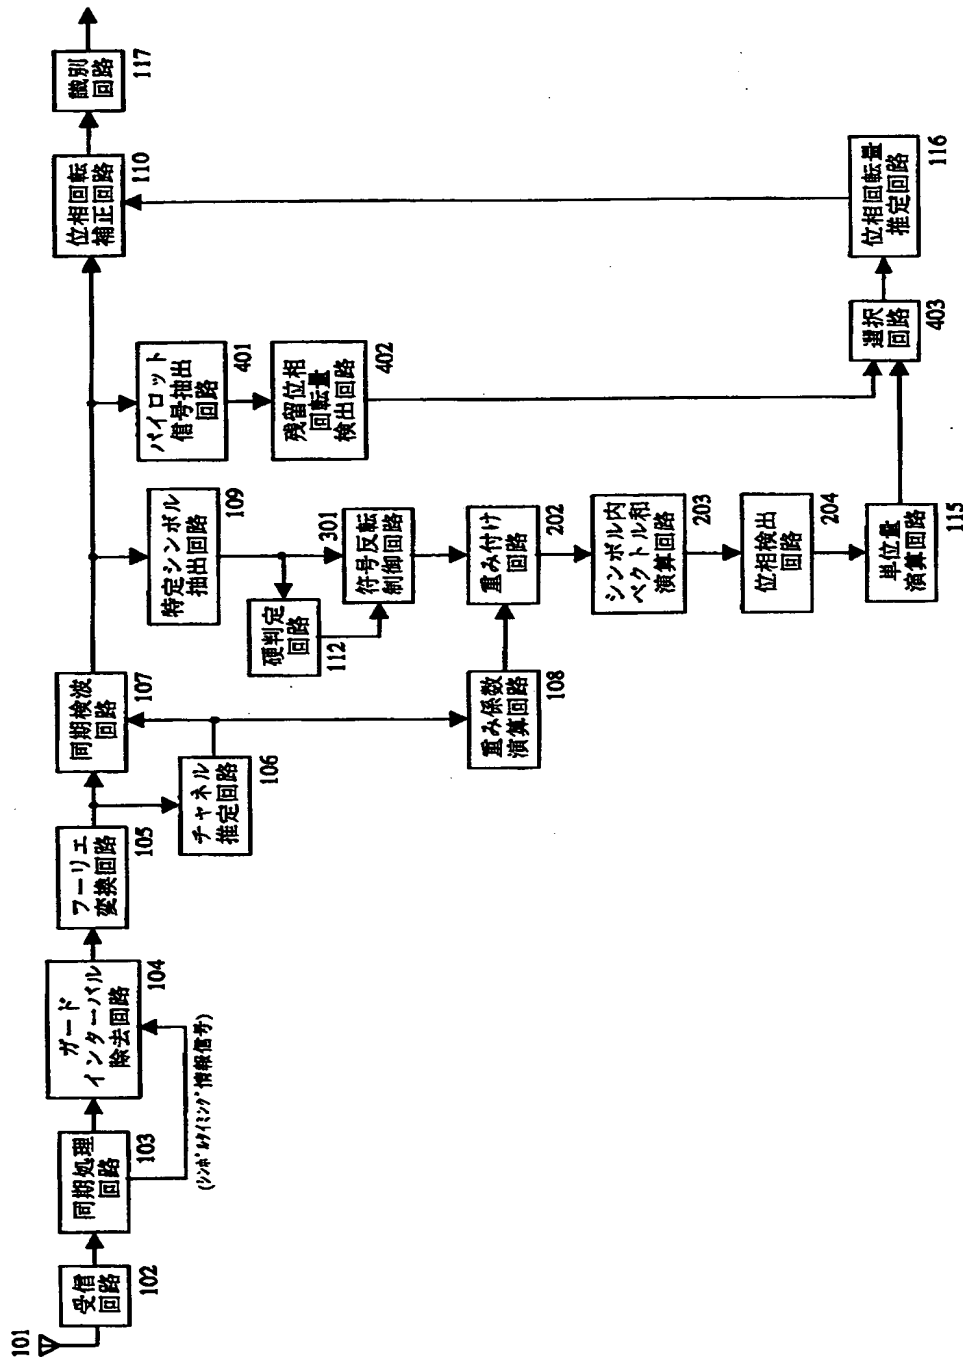 101
受信
回路
102
同期処理
回路
103
(シンボルタイミング情報信号)
ガード
インターバル
除去回路
104
フーリエ
変換回路
105
チャネル
推定回路
106
同期検波
回路
107
重み係数
演算回路
108
特定シンボル
抽出回路
109
硬判定
回路
112
符号反転
制御回路
301
重み付け
回路
202
シンボル内
ベクトル和
演算回路
203
位相検出
回路
204
単位量
演算回路
115
パイロット
信号抽出
回路
401
残留位相
回転量
検出回路
402
選択
回路
403
位相回転量
推定回路
116
位相回転
補正回路
110
識別
回路
117